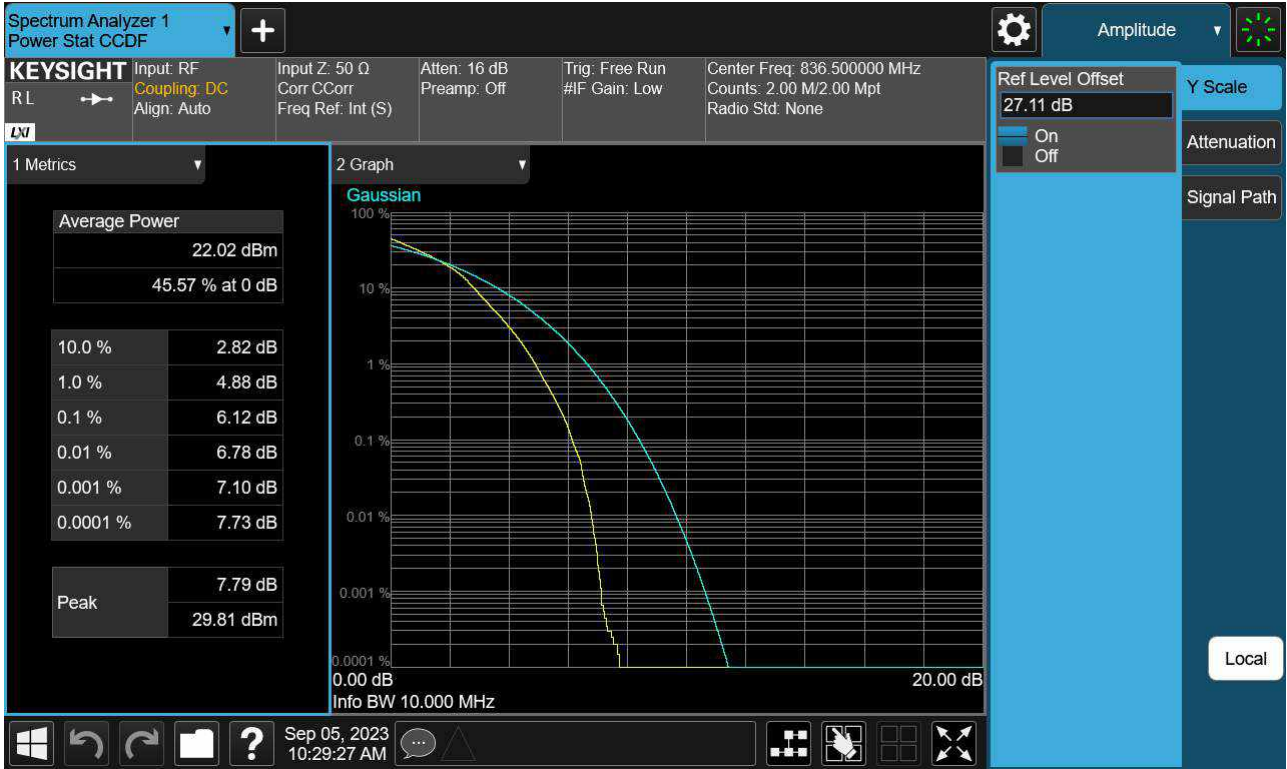 Spectrum Analyzer 1
Power Stat CCDF
▼
+
Amplitude
▼
KEYSIGHT
RL
LXI
Input: RF
Coupling: DC
Align: Auto
Input Z: 50 Ω
Corr CCorr
Freq Ref: Int (S)
Atten: 16 dB
Preamp: Off
Trig: Free Run
#IF Gain: Low
Center Freq: 836.500000 MHz
Counts: 2.00 M/2.00 Mpt
Radio Std: None
Ref Level Offset
27.11 dB
On
Off
Y Scale
Attenuation
Signal Path
Local
1 Metrics
▼
Average Power
22.02 dBm
45.57 % at 0 dB
10.0 % 2.82 dB
1.0 % 4.88 dB
0.1 % 6.12 dB
0.01 % 6.78 dB
0.001 % 7.10 dB
0.0001 % 7.73 dB
Peak
7.79 dB
29.81 dBm
2 Graph
▼
Gaussian
100 %
10 %
1 %
0.1 %
0.01 %
0.001 %
0.0001 %
0.00 dB 20.00 dB
Info BW 10.000 MHz
?
Sep 05, 2023
10:29:27 AM